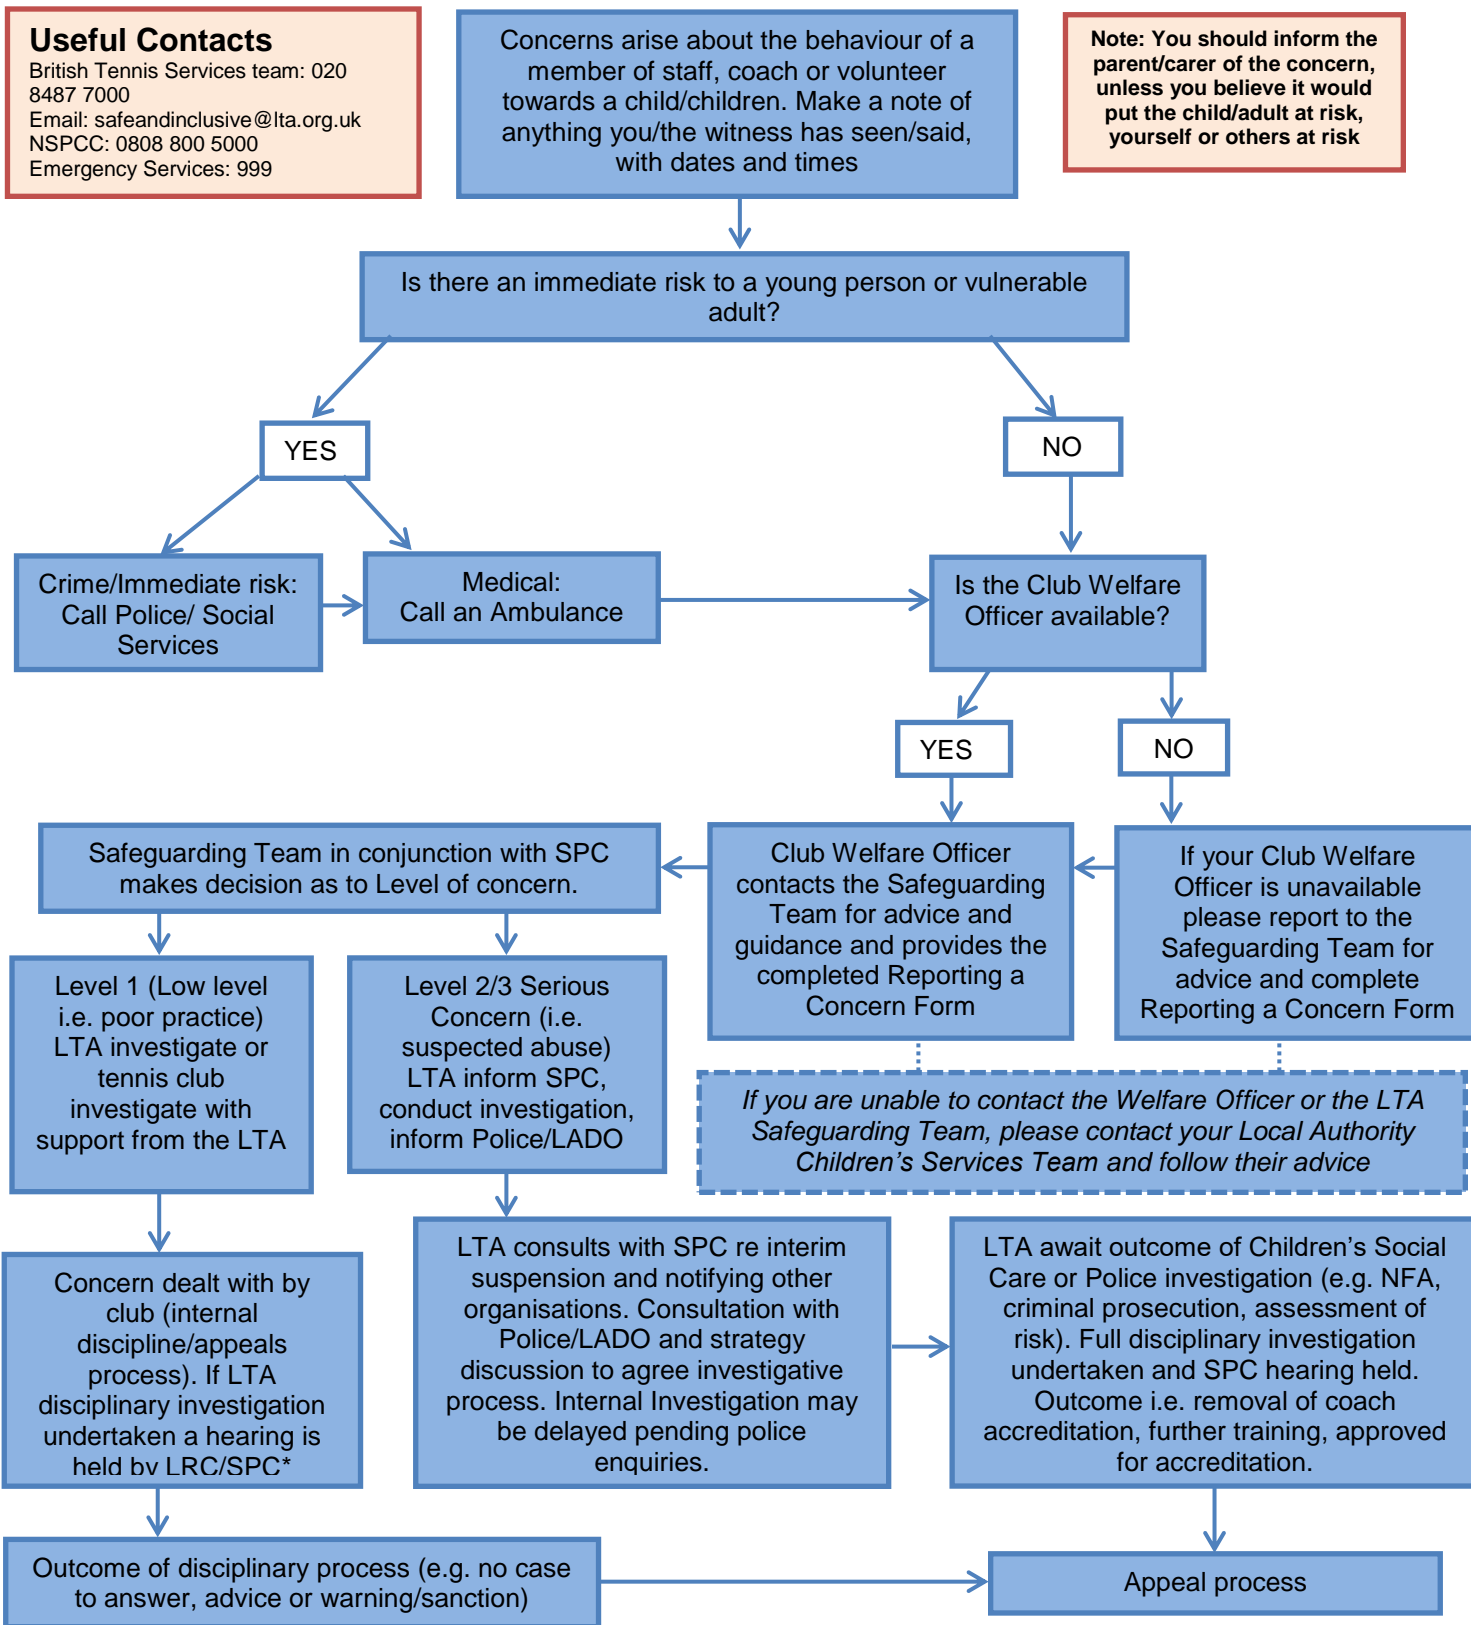 Useful Contacts
British Tennis Services team: 020
8487 7000
Email: safeandinclusive@lta.org.uk
NSPCC: 0808 800 5000
Emergency Services: 999
Concerns arise about the behaviour of a
member of staff, coach or volunteer
towards a child/children. Make a note of
anything you/the witness has seen/said,
with dates and times
Note: You should inform the
parent/carer of the concern,
unless you believe it would
put the child/adult at risk,
yourself or others at risk
Is there an immediate risk to a young person or vulnerable
adult?
YES
NO
Crime/Immediate risk:
Call Police/ Social
Services
Medical:
Call an Ambulance
Is the Club Welfare
Officer available?
YES
NO
Safeguarding Team in conjunction with SPC
makes decision as to Level of concern.
Club Welfare Officer
contacts the Safeguarding
Team for advice and
guidance and provides the
completed Reporting a
Concern Form
If your Club Welfare
Officer is unavailable
please report to the
Safeguarding Team for
advice and complete
Reporting a Concern Form
Level 1 (Low level
i.e. poor practice)
LTA investigate or
tennis club
investigate with
support from the LTA
Level 2/3 Serious
Concern (i.e.
suspected abuse)
LTA inform SPC,
conduct investigation,
inform Police/LADO
If you are unable to contact the Welfare Officer or the LTA
Safeguarding Team, please contact your Local Authority
Children’s Services Team and follow their advice
Concern dealt with by
club (internal
discipline/appeals
process). If LTA
disciplinary investigation
undertaken a hearing is
held by LRC/SPC*
LTA consults with SPC re interim
suspension and notifying other
organisations. Consultation with
Police/LADO and strategy
discussion to agree investigative
process. Internal Investigation may
be delayed pending police
enquiries.
LTA await outcome of Children’s Social
Care or Police investigation (e.g. NFA,
criminal prosecution, assessment of
risk). Full disciplinary investigation
undertaken and SPC hearing held.
Outcome i.e. removal of coach
accreditation, further training, approved
for accreditation.
Outcome of disciplinary process (e.g. no case
to answer, advice or warning/sanction)
Appeal process